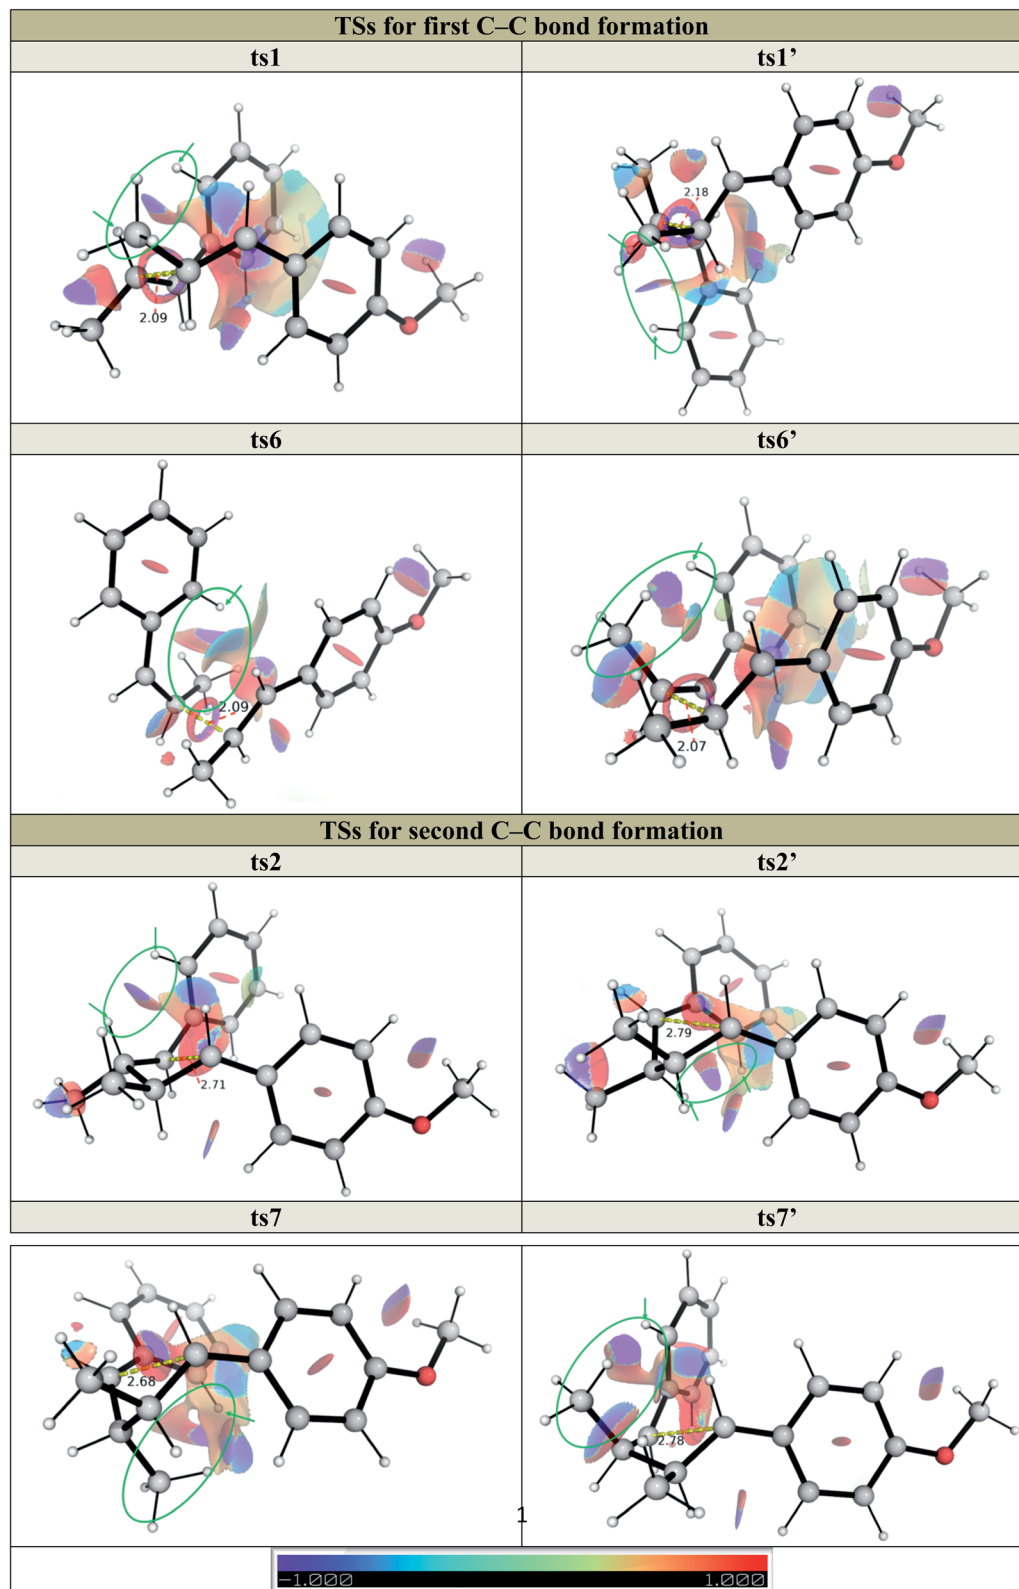 TSs for first C–C bond formation
ts1 ts1’
2.09
2.18
ts6 ts6’
2.09
2.07
TSs for second C–C bond formation
ts2 ts2’
2.71
2.79
ts7 ts7’
2.68
2.78
1
−1.000 1.000